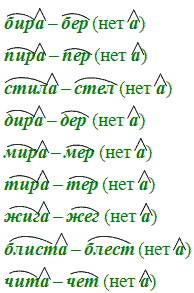 бира – бер (нет а)
пира – пер (нет а)
стила – стел (нет а)
дира – дер (нет а)
мира – мер (нет а)
тира – тер (нет а)
жига – жег (нет а)
блиста – блест (нет а)
чита – чет (нет а)